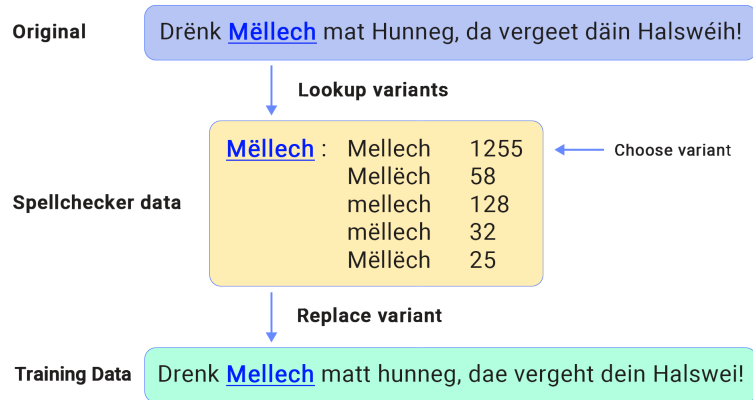 Original
Drënk Mëllech mat Hunneg, da vergeet däin Halswéih!
Lookup variants
Spellchecker data
Mëllech : Mellech 1255
Choose variant
Mellëch 58
mellech 128
mëllech 32
Mëllëch 25
Replace variant
Training Data
Drenk Mellech matt hunneg, dae vergeht dein Halswei!